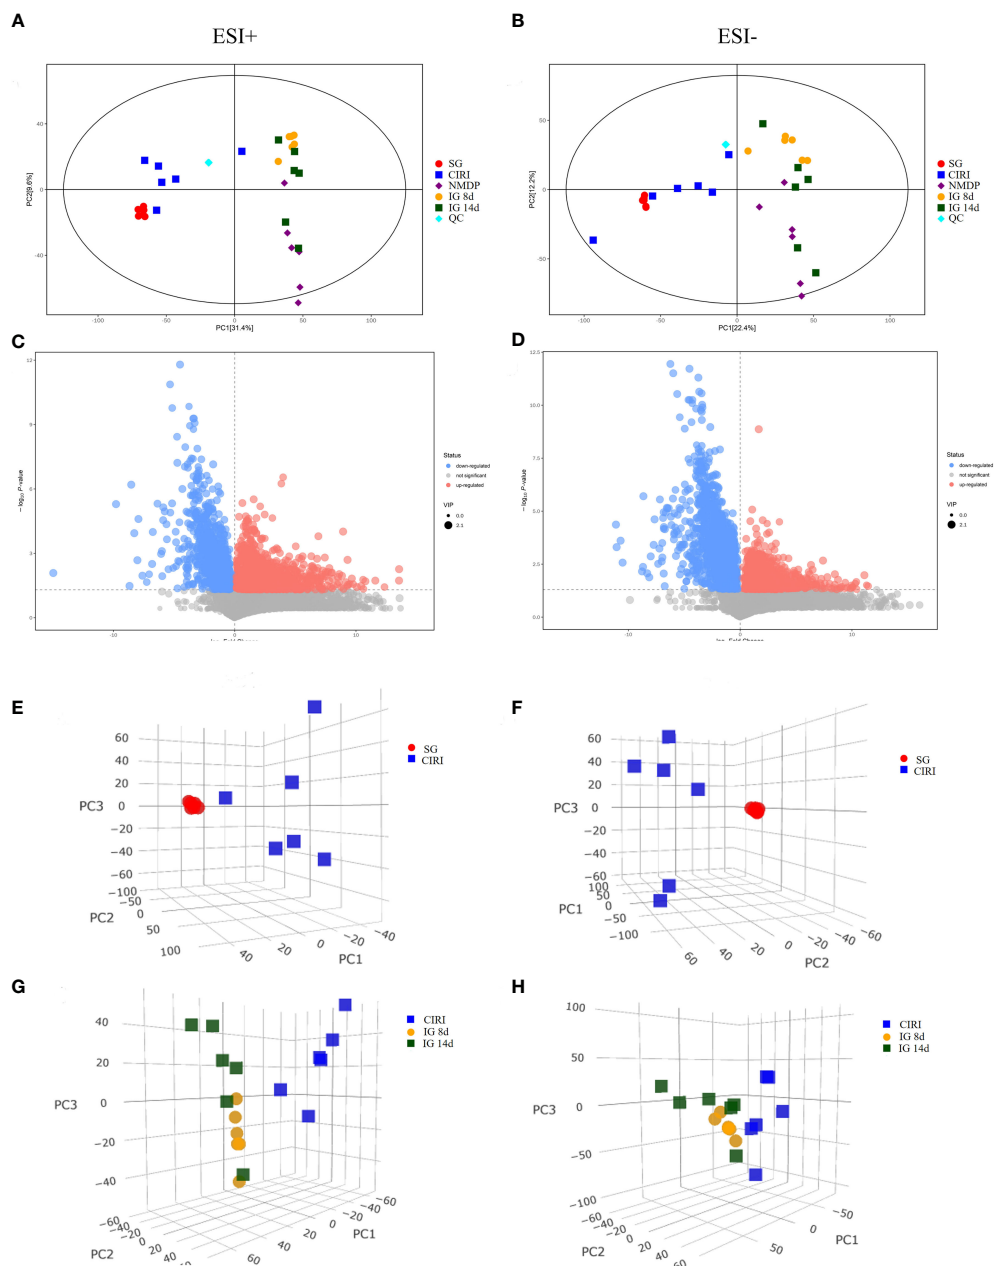 A
B
ESI+
ESI-
40
0
-40
PC2[9.6%]
-100
-50
0
50
100
PC1[31.4%]
SG
CIRI
NMDP
IG 8d
IG 14d
QC
50
0
-50
PC2[12.2%]
-100
-50
0
50
100
PC1[22.4%]
SG
CIRI
NMDP
IG 8d
IG 14d
QC
C
D
12
9
6
3
0
−log10 P-value
-10
0
10
Status
down-regulated
not significant
up-regulated
VIP
0.0
2.1
12.5
10.0
7.5
5.0
2.5
0.0
−log10 P-value
-10
0
10
Status
down-regulated
not significant
up-regulated
VIP
0.0
2.1
E
F
60
40
20
PC3
0
−20
−40
−60
−100
−50
0
50
100
PC2
40
20
0
−20
−40
PC1
SG
CIRI
60
40
20
PC3
0
−20
−40
−60
100
50
0
−50
−100
PC1
60
40
20
0
−20
−40
−60
PC2
SG
CIRI
G
H
40
20
PC3
0
−20
−40
−60
−40
−20
0
20
40
PC2
60
40
20
0
−20
−40
−60
PC1
CIRI
IG 8d
IG 14d
100
50
PC3
0
−50
−100
−40
−20
0
20
40
PC2
50
0
−50
PC1
CIRI
IG 8d
IG 14d